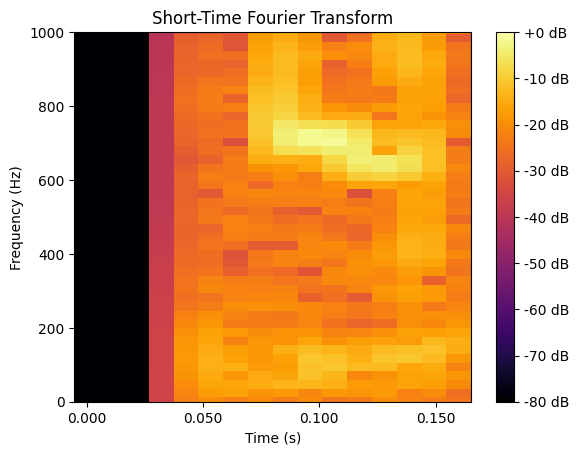 Short-Time Fourier Transform
1000
800
600
400
200
0
Frequency (Hz)
0.000
0.050
0.100
0.150
Time (s)
+0 dB
-10 dB
-20 dB
-30 dB
-40 dB
-50 dB
-60 dB
-70 dB
-80 dB